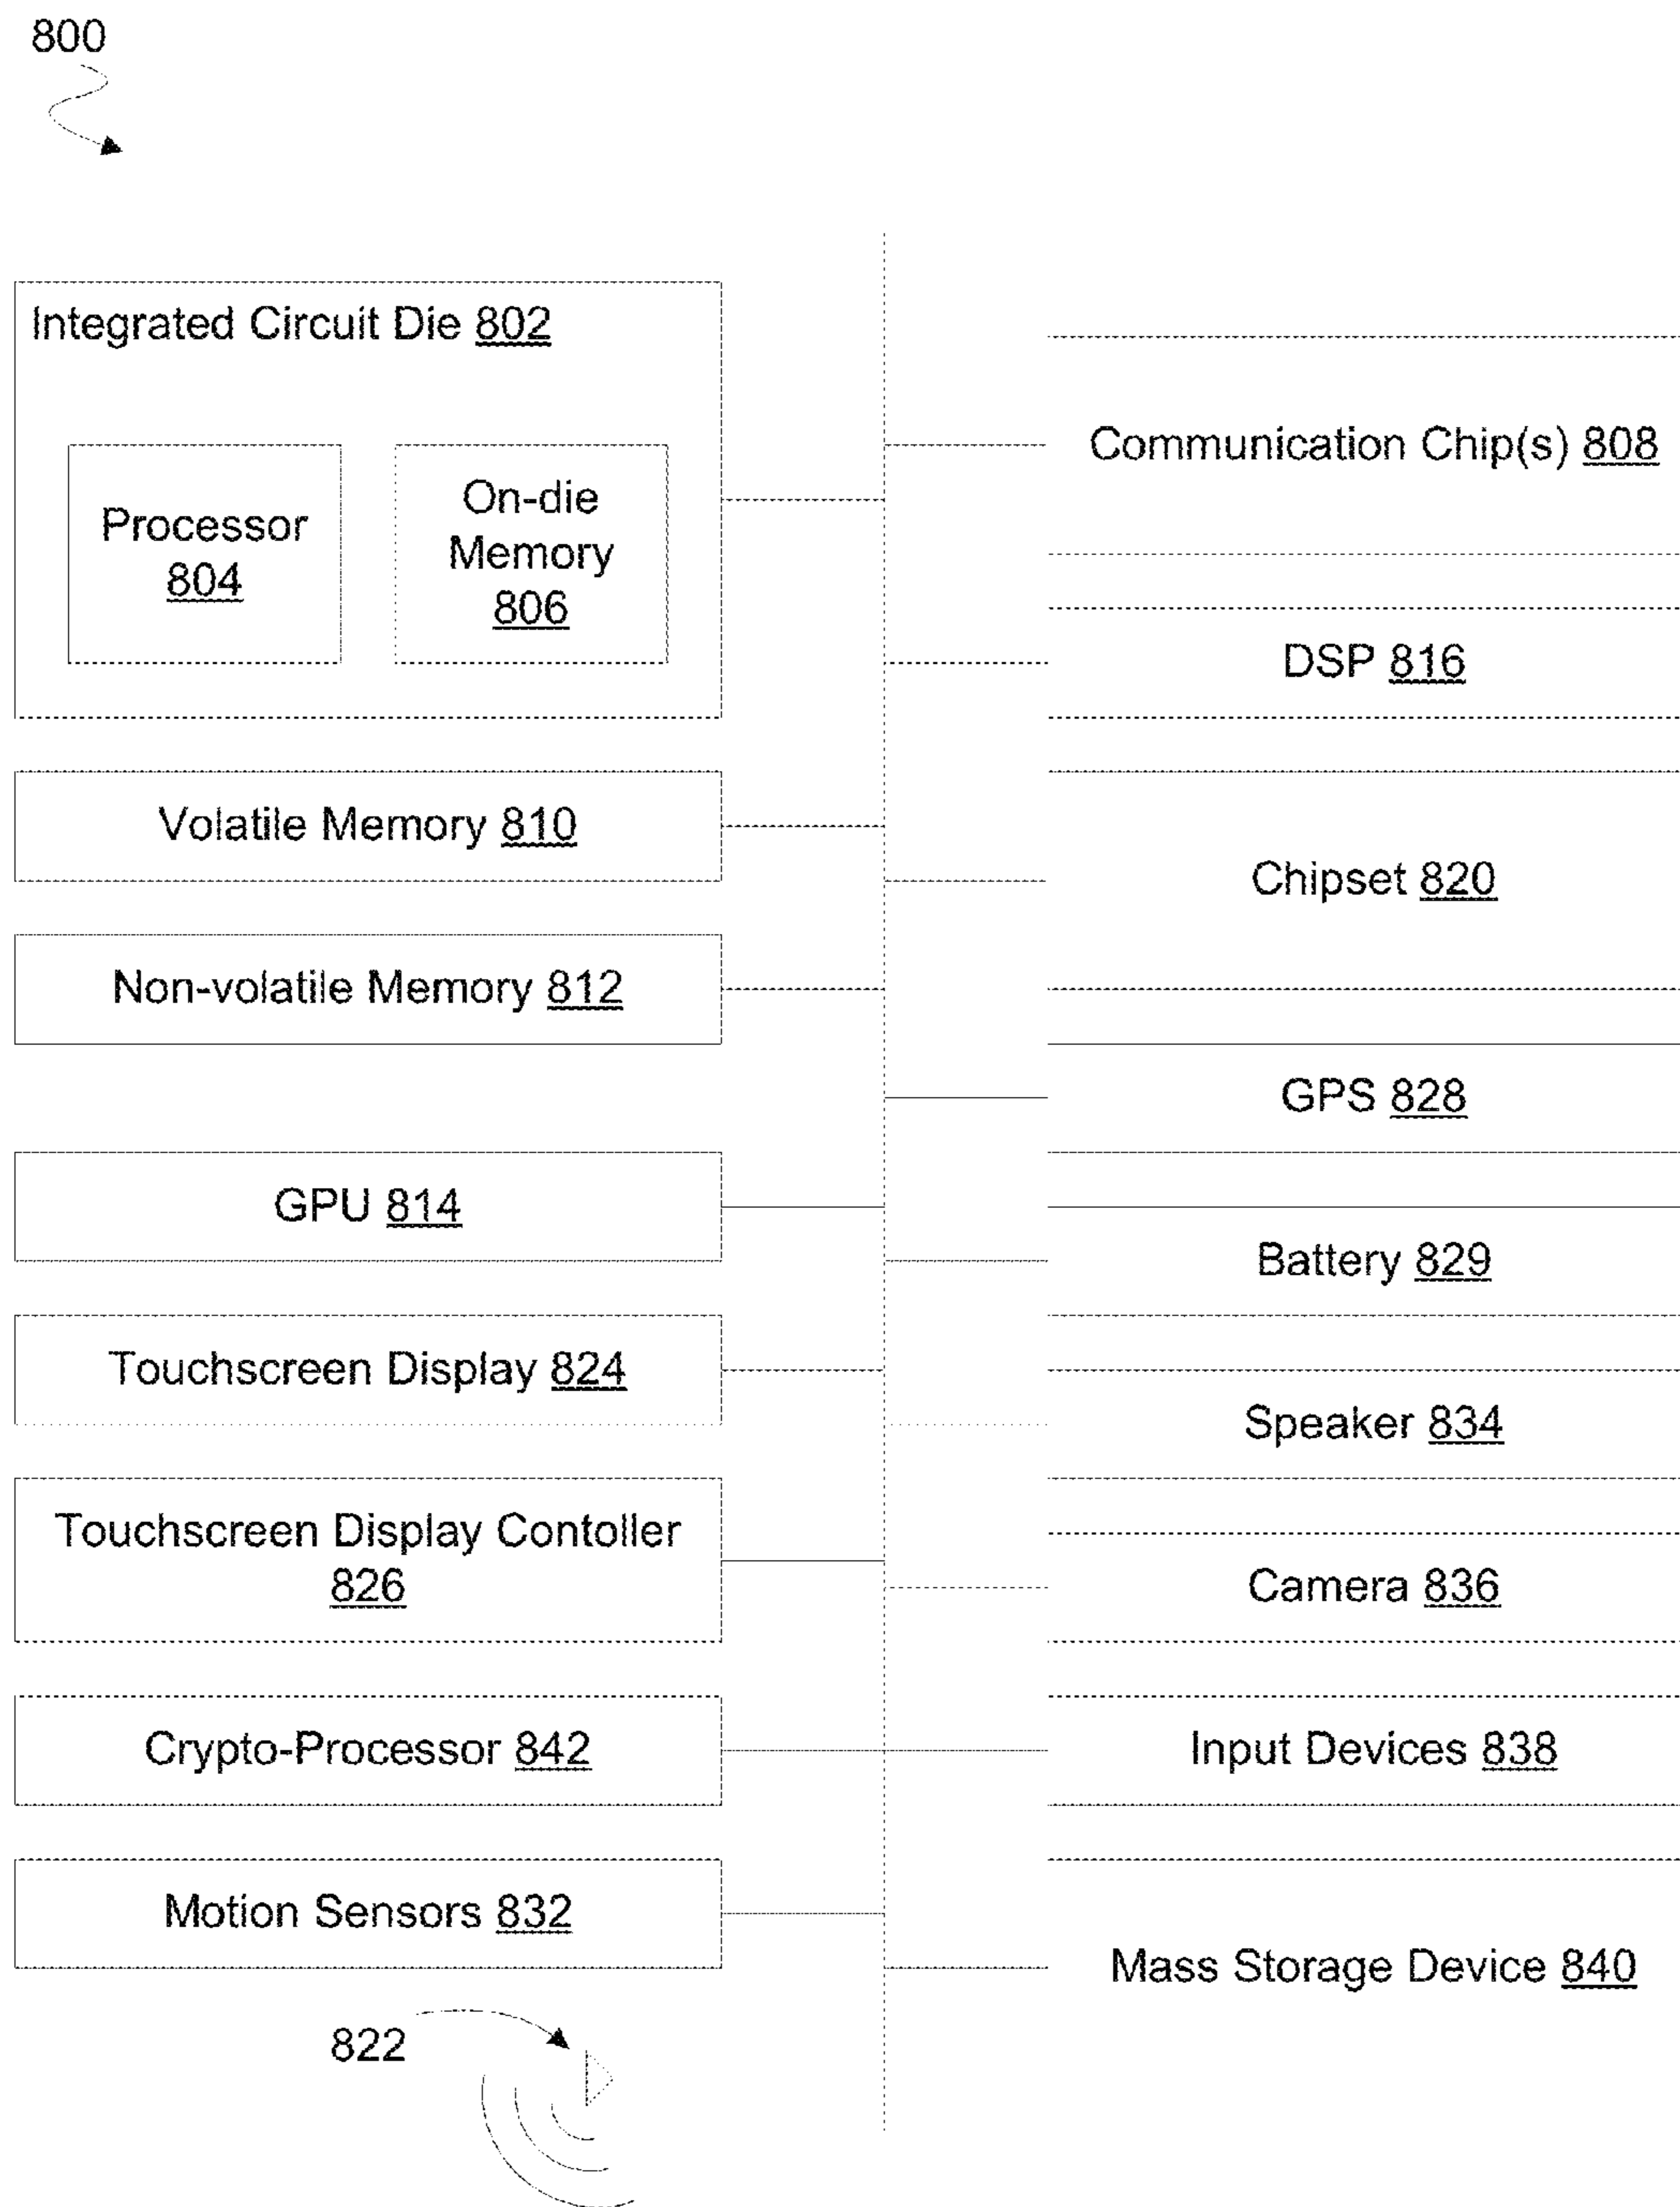 800
Integrated Circuit Die 802
Processor
804
On-die
Memory
806
Volatile Memory 810
Non-volatile Memory 812
GPU 814
Touchscreen Display 824
Touchscreen Display Contoller
826
Crypto-Processor 842
Motion Sensors 832
822
Communication Chip(s) 808
DSP 816
Chipset 820
GPS 828
Battery 829
Speaker 834
Camera 836
Input Devices 838
Mass Storage Device 840